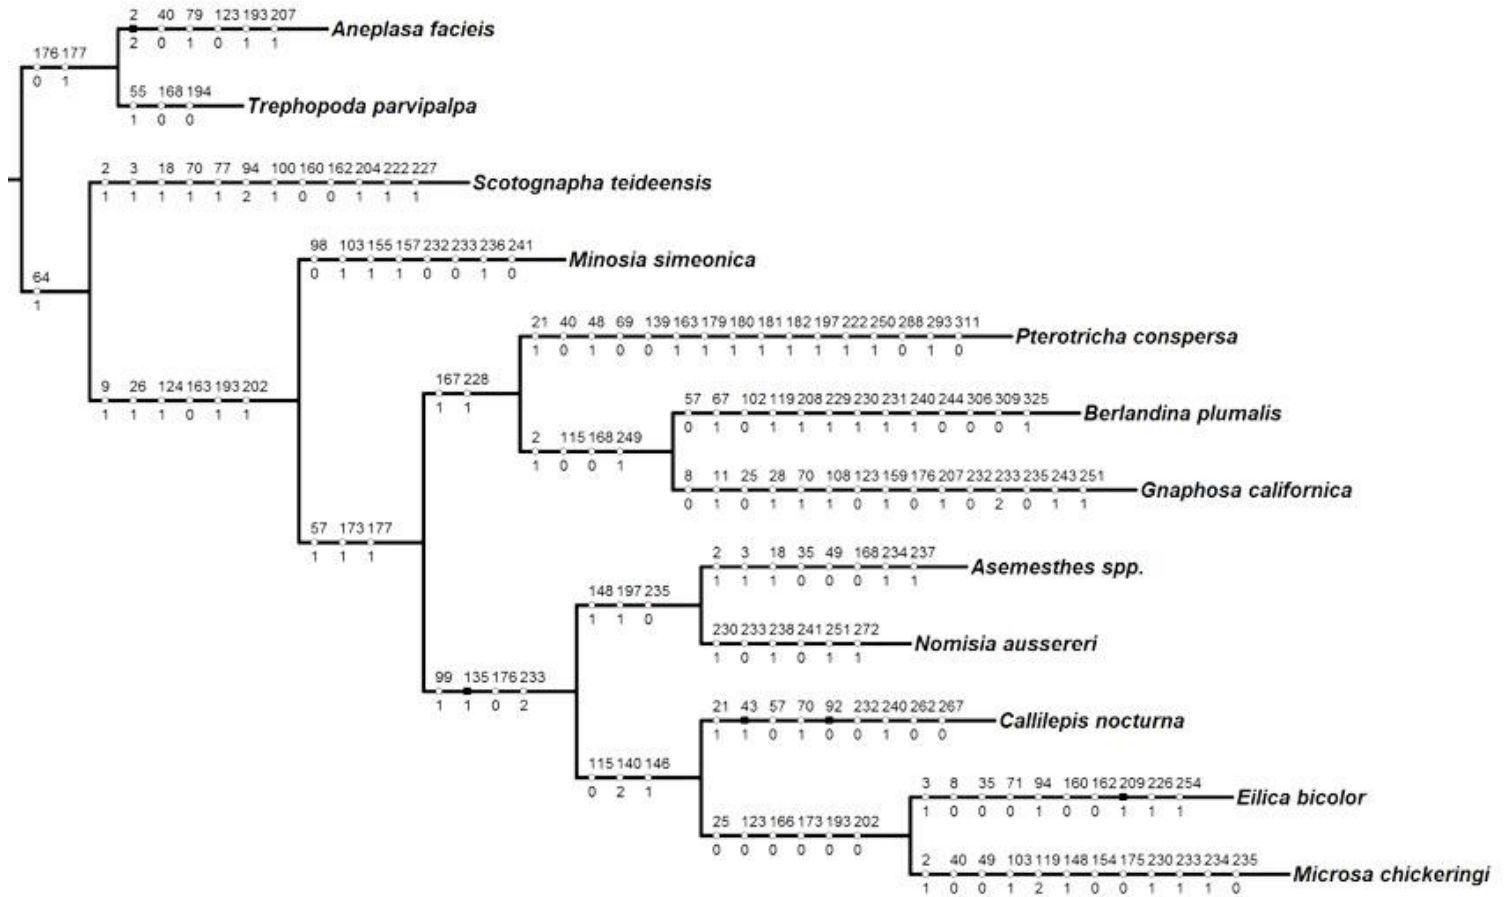 2 40 79 123 193 207
Aneplasa facieis
2 0 1 0 1 1
176 177
0 1
55 168 194
Trephopoda parvipalpa
1 0 0
2 3 18 70 77 94 100 160 162 204 222 227
Scotognapha teideensis
1 1 1 1 1 2 1 0 0 1 1 1
98 103 155 157 232 233 236 241
Minosia simeonica
0 1 1 1 0 0 1 0
64
1
21 40 48 69 139 163 179 180 181 182 197 222 250 288 293 311
Pterotricha conspersa
1 0 1 0 0 1 1 1 1 1 1 1 1 0 1 0
9 26 124 163 193 202
1 1 1 0 1 1
167 228
1 1
57 67 102 119 208 229 230 231 240 244 306 309 325
Berlandina plumalis
0 1 0 1 1 1 1 1 1 0 0 0 1
2 115 168 249
1 0 0 1
8 11 25 28 70 108 123 159 176 207 232 233 235 243 251
Gnaphosa californica
0 1 0 1 1 1 0 1 0 1 0 2 0 1 1
57 173 177
1 1 1
2 3 18 35 49 168 234 237
Asemesthes spp.
1 1 1 0 0 0 1 1
148 197 235
1 1 0
230 233 238 241 251 272
Nomisia aussereri
1 0 1 0 1 1
99 135 176 233
1 1 0 2
21 43 57 70 92 232 240 262 267
Callilepis nocturna
1 1 0 1 0 0 1 0 0
115 140 146
0 2 1
3 8 35 71 94 160 162 209 226 254
Eilica bicolor
1 0 0 0 1 0 0 1 1 1
25 123 166 173 193 202
0 0 0 0 0 0
2 40 49 103 119 148 154 175 230 233 234 235
Microsa chickeringi
1 0 0 1 2 1 0 0 1 1 1 0